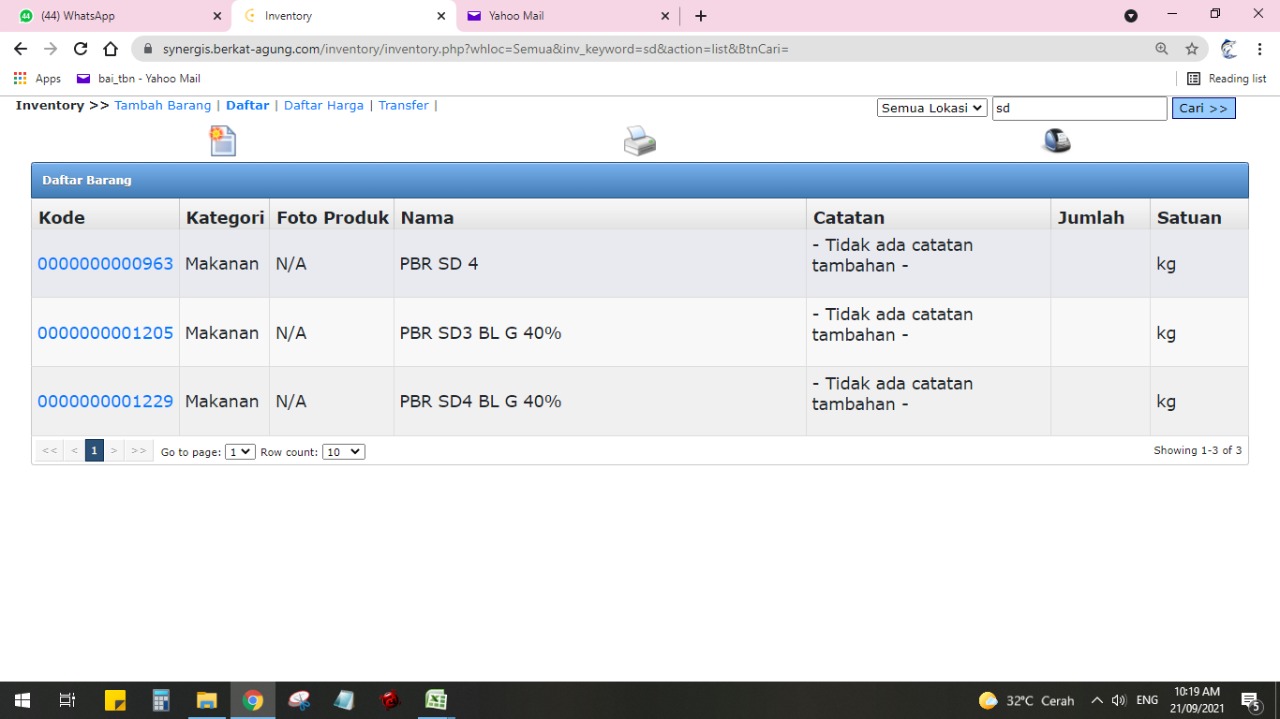 44 (44) WhatsApp
Inventory
Yahoo Mail
synergis.berkat-agung.com/inventory/inventory.php?whloc=Semua&inv_keyword=sd&action=list&BtnCari=
Apps
bai_tbn - Yahoo Mail
Reading list
Inventory >> Tambah Barang | Daftar | Daftar Harga | Transfer |
Semua Lokasi
sd
Cari >>
Daftar Barang
Kode Kategori Foto Produk Nama Catatan Jumlah Satuan
0000000000963 Makanan N/A PBR SD 4 - Tidak ada catatan
tambahan - kg
0000000001205 Makanan N/A PBR SD3 BL G 40% - Tidak ada catatan
tambahan - kg
0000000001229 Makanan N/A PBR SD4 BL G 40% - Tidak ada catatan
tambahan - kg
<< < 1 > >> Go to page: 1 Row count: 10 Showing 1-3 of 3
32°C Cerah ENG
10:19 AM
21/09/2021
5